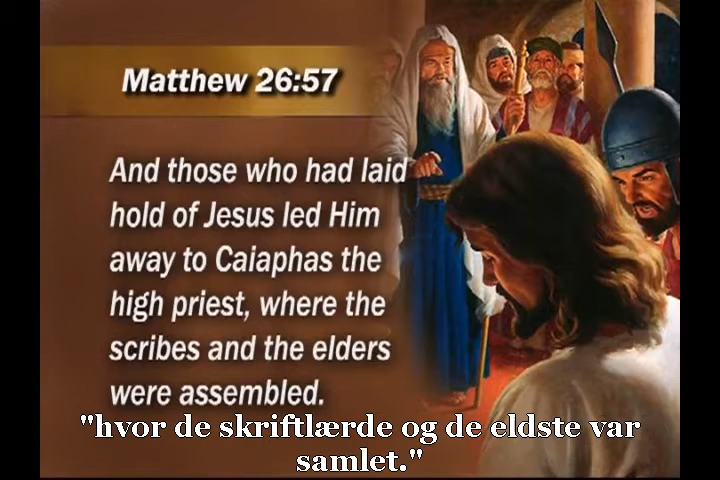 Matthew 26:57
And those who had laid
hold of Jesus led Him
away to Caiaphas the
high priest, where the
scribes and the elders
were assembled.
"hvor de skriftlærde og de eldste var
samlet."